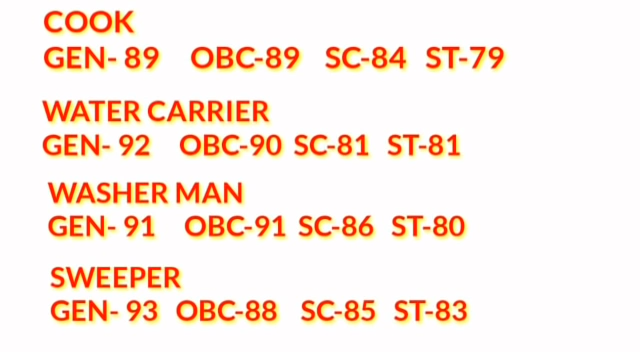 COOK
GEN- 89 OBC-89 SC-84 ST-79
WATER CARRIER
GEN- 92 OBC-90 SC-81 ST-81
WASHER MAN
GEN- 91 OBC-91 SC-86 ST-80
SWEEPER
GEN- 93 OBC-88 SC-85 ST-83